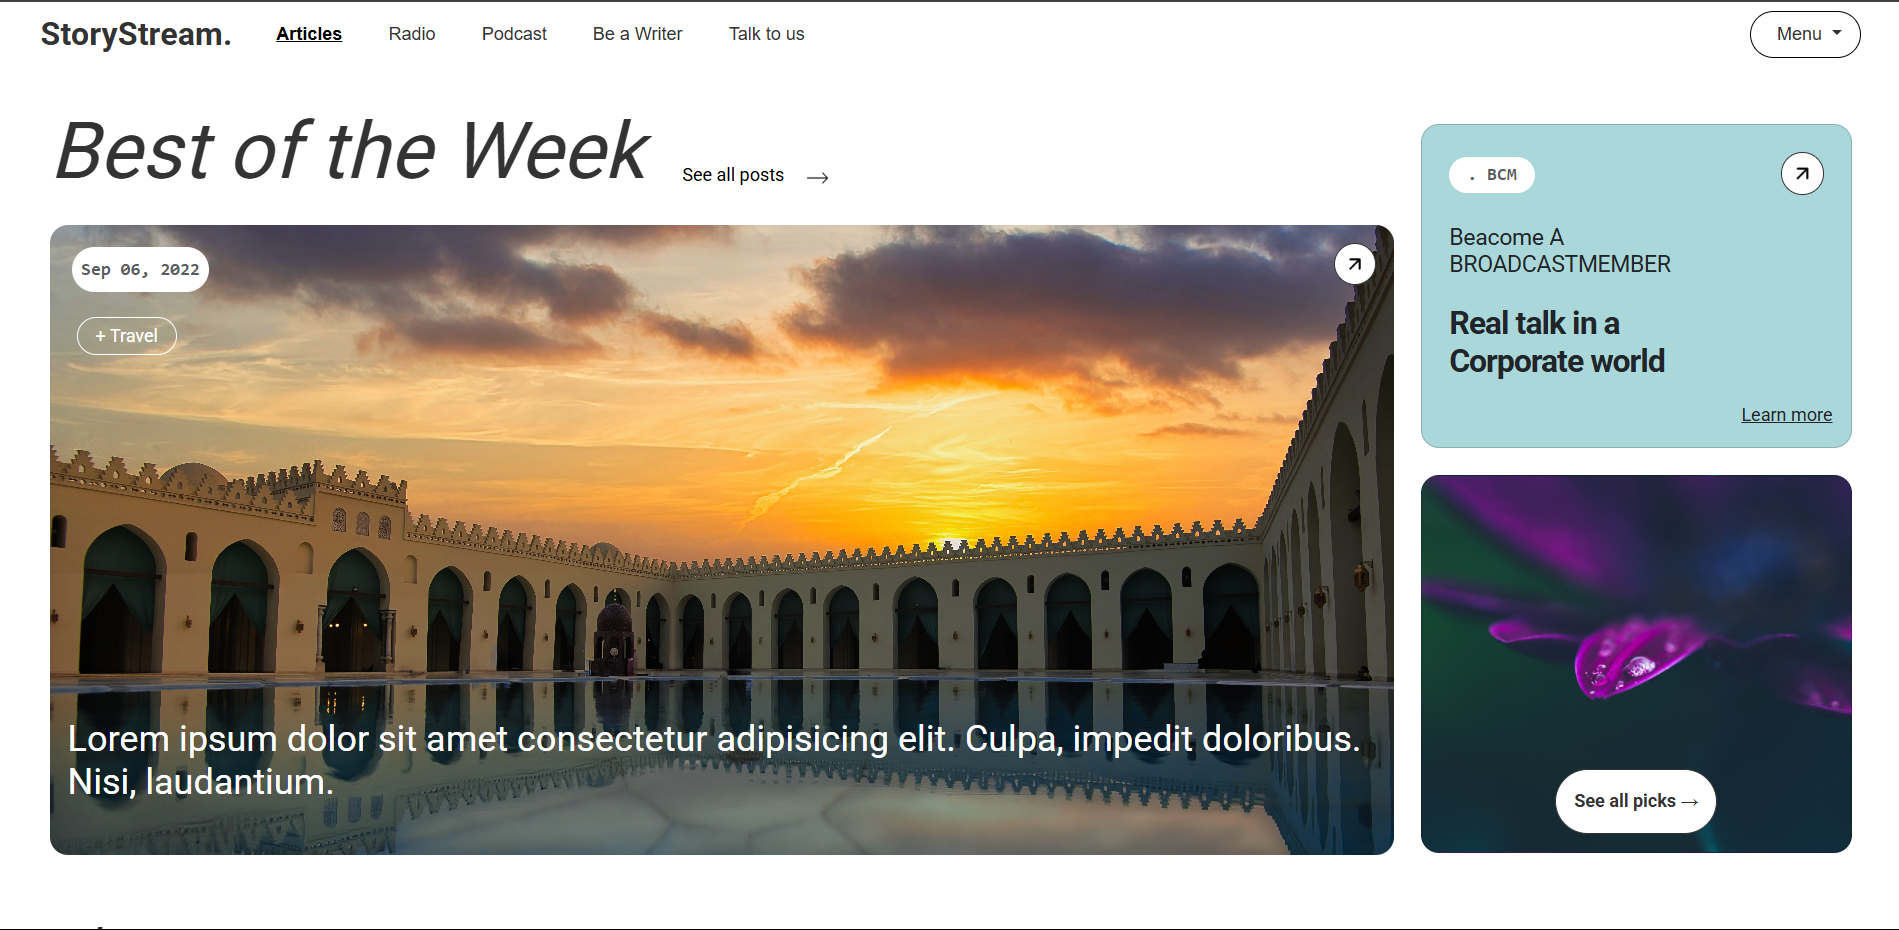 StoryStream.
Articles
Radio
Podcast
Be a Writer
Talk to us
Menu
Best of the Week
See all posts
Sep 06, 2022
+ Travel
Lorem ipsum dolor sit amet consectetur adipisicing elit. Culpa, impedit doloribus.
Nisi, laudantium.
. BCM
Beacome A
BROADCASTMEMBER
Real talk in a
Corporate world
Learn more
See all picks →